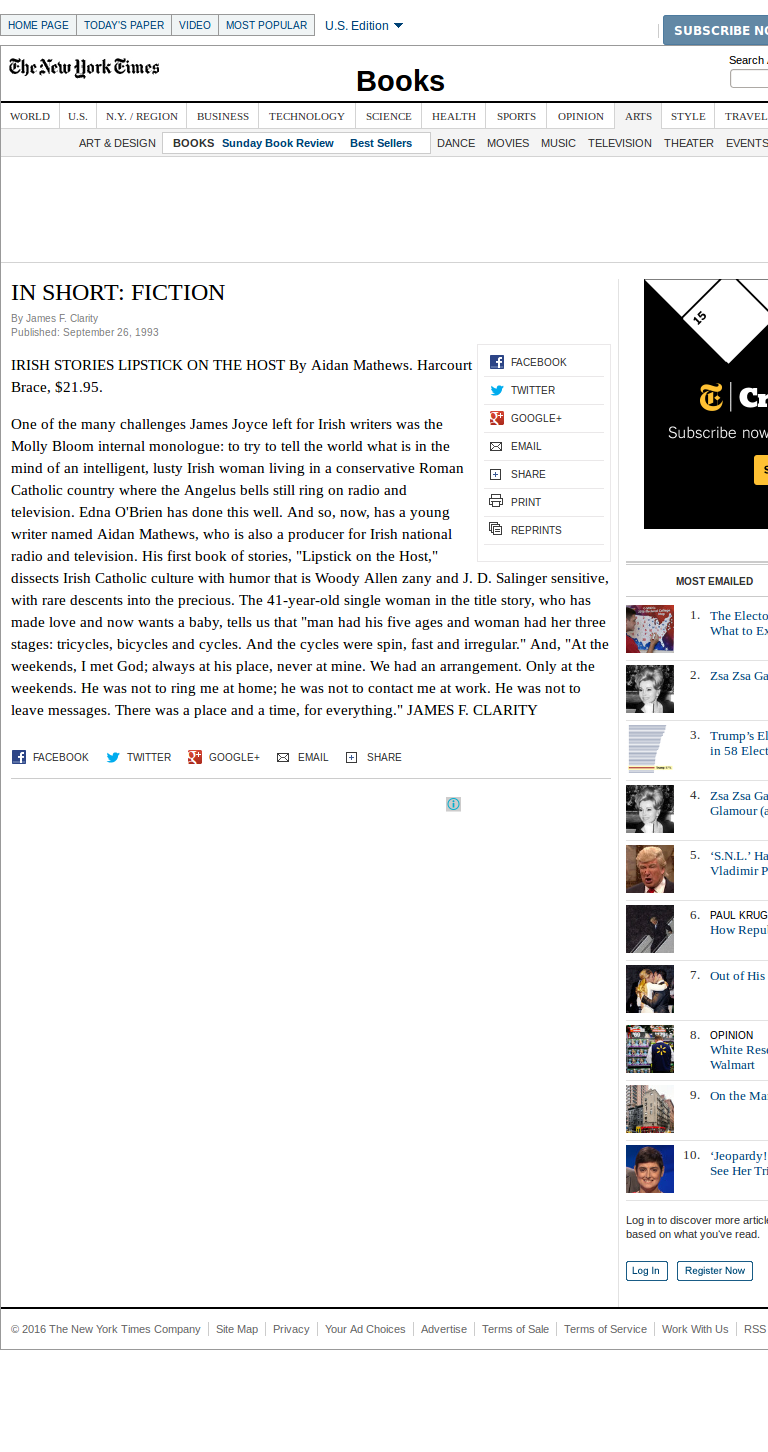 HOME PAGE TODAY'S PAPER VIDEO MOST POPULAR U.S. Edition
SUBSCRIBE
The New York Times
Books
Search
WORLD U.S. N.Y. / REGION BUSINESS TECHNOLOGY SCIENCE HEALTH SPORTS OPINION ARTS STYLE TRAVEL
ART & DESIGN BOOKS Sunday Book Review Best Sellers DANCE MOVIES MUSIC TELEVISION THEATER EVENTS
IN SHORT: FICTION
By James F. Clarity
Published: September 26, 1993
IRISH STORIES LIPSTICK ON THE HOST By Aidan Mathews. Harcourt
Brace, $21.95.
One of the many challenges James Joyce left for Irish writers was the
Molly Bloom internal monologue: to try to tell the world what is in the
mind of an intelligent, lusty Irish woman living in a conservative Roman
Catholic country where the Angelus bells still ring on radio and
television. Edna O'Brien has done this well. And so, now, has a young
writer named Aidan Mathews, who is also a producer for Irish national
radio and television. His first book of stories, "Lipstick on the Host,"
dissects Irish Catholic culture with humor that is Woody Allen zany and J. D. Salinger sensitive,
with rare descents into the precious. The 41-year-old single woman in the title story, who has
made love and now wants a baby, tells us that "man had his five ages and woman had her three
stages: tricycles, bicycles and cycles. And the cycles were spin, fast and irregular." And, "At the
weekends, I met God; always at his place, never at mine. We had an arrangement. Only at the
weekends. He was not to ring me at home; he was not to contact me at work. He was not to
leave messages. There was a place and a time, for everything." JAMES F. CLARITY
FACEBOOK
TWITTER
GOOGLE+
EMAIL
SHARE
PRINT
REPRINTS
FACEBOOK TWITTER GOOGLE+ EMAIL SHARE
15
Subscribe now
MOST EMAILED
1. The Electo
What to Ex
2. Zsa Zsa Ga
3. Trump's El
in 58 Elect
4. Zsa Zsa Ga
Glamour (a
5. ‘S.N.L.’ Ha
Vladimir P
6. PAUL KRUG
How Repu
7. Out of His
8. OPINION
White Rese
Walmart
9. On the Ma
10. ‘Jeopardy!
See Her Tri
Log in to discover more article
based on what you've read.
Log In Register Now
© 2016 The New York Times Company Site Map Privacy Your Ad Choices Advertise Terms of Sale Terms of Service Work With Us RSS